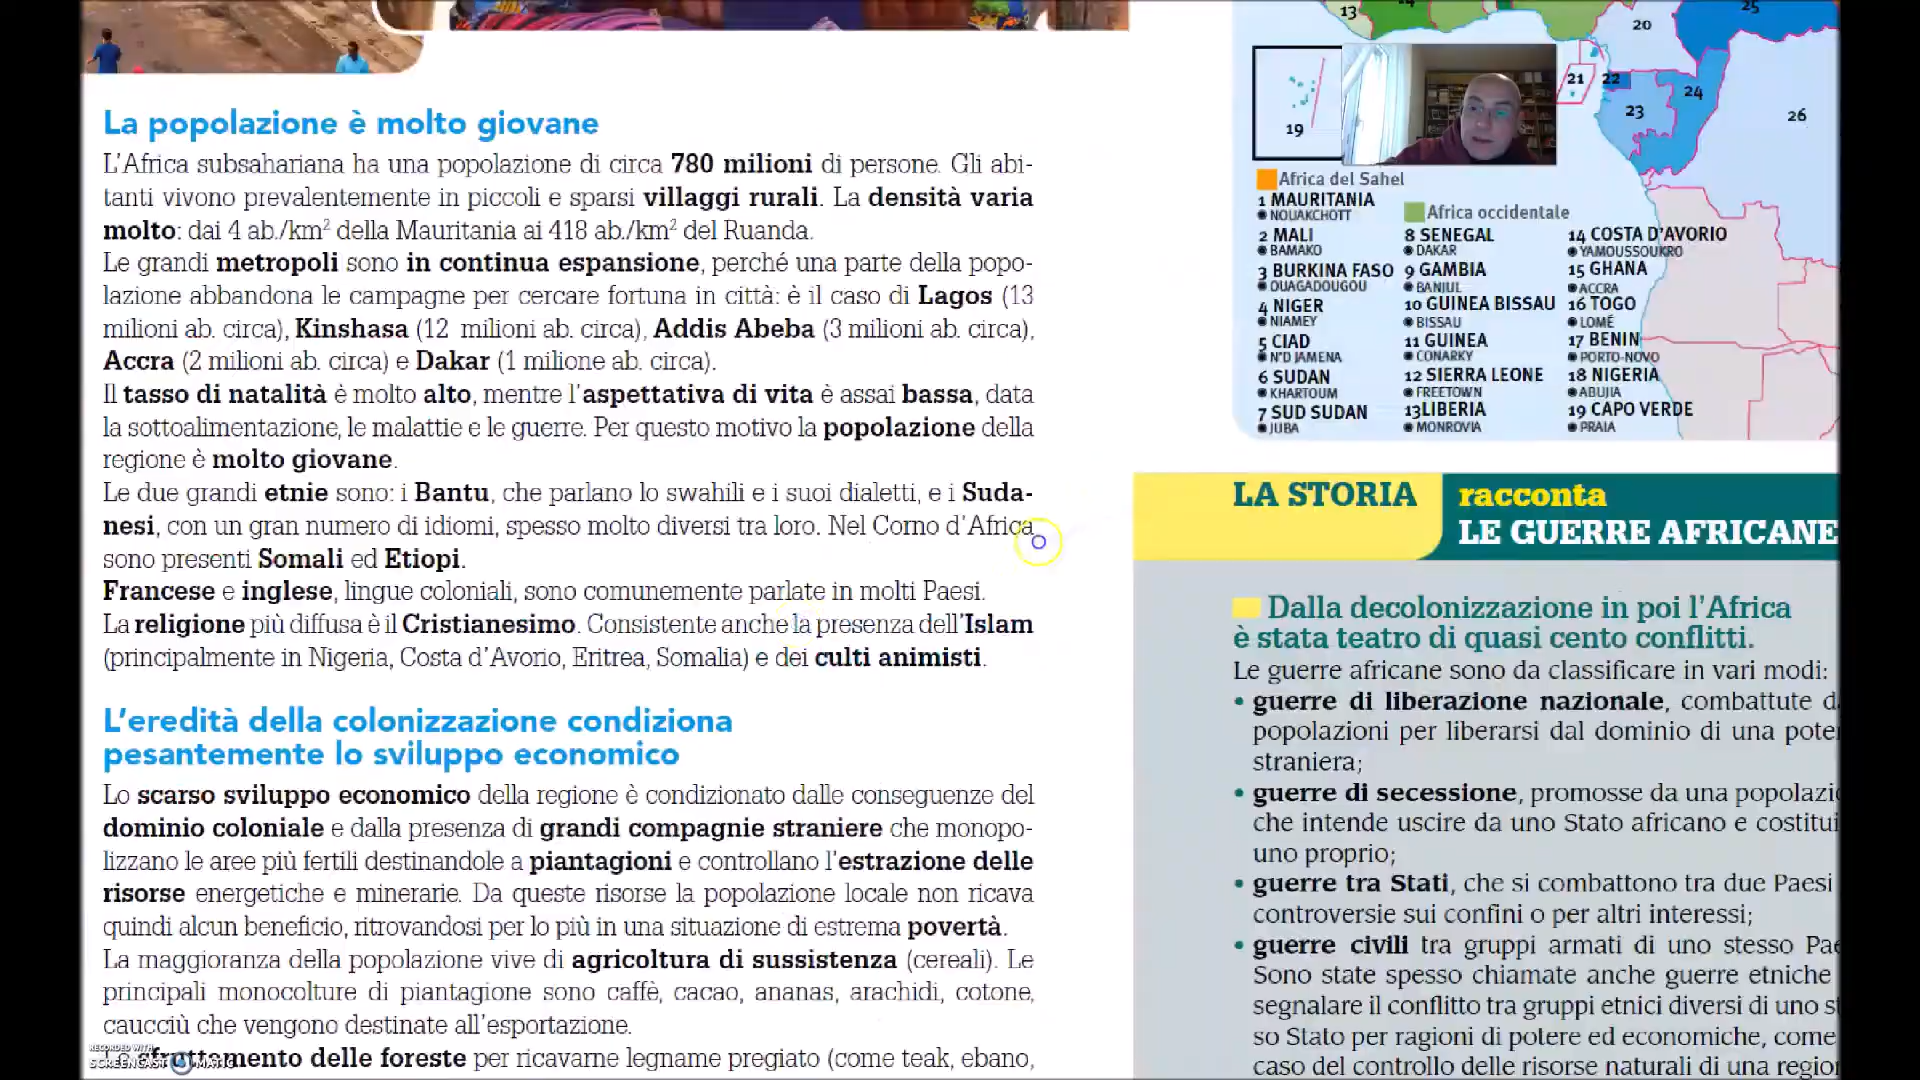 La popolazione è molto giovane
L'Africa subsahariana ha una popolazione di circa 780 milioni di persone. Gli abi-
tanti vivono prevalentemente in piccoli e sparsi villaggi rurali. La densità varia
molto: dai 4 ab./km² della Mauritania ai 418 ab./km² del Ruanda.
Le grandi metropoli sono in continua espansione, perché una parte della popo-
lazione abbandona le campagne per cercare fortuna in città: è il caso di Lagos (13
milioni ab. circa), Kinshasa (12 milioni ab. circa), Addis Abeba (3 milioni ab. circa),
Accra (2 milioni ab. circa) e Dakar (1 milione ab. circa).
Il tasso di natalità è molto alto, mentre l'aspettativa di vita è assai bassa, data
la sottoalimentazione, le malattie e le guerre. Per questo motivo la popolazione della
regione è molto giovane.
Le due grandi etnie sono: i Bantu, che parlano lo swahili e i suoi dialetti, e i Suda-
nesi, con un gran numero di idiomi, spesso molto diversi tra loro. Nel Corno d'Africa
sono presenti Somali ed Etiopi.
Francese e inglese, lingue coloniali, sono comunemente parlate in molti Paesi.
La religione più diffusa è il Cristianesimo. Consistente anche la presenza dell'Islam
(principalmente in Nigeria, Costa d'Avorio, Eritrea, Somalia) e dei culti animisti.
L'eredità della colonizzazione condiziona
pesantemente lo sviluppo economico
Lo scarso sviluppo economico della regione è condizionato dalle conseguenze del
dominio coloniale e dalla presenza di grandi compagnie straniere che monopo-
lizzano le aree più fertili destinandole a piantagioni e controllano l'estrazione delle
risorse energetiche e minerarie. Da queste risorse la popolazione locale non ricava
quindi alcun beneficio, ritrovandosi per lo più in una situazione di estrema povertà.
La maggioranza della popolazione vive di agricoltura di sussistenza (cereali). Le
principali monocolture di piantagione sono caffè, cacao, ananas, arachidi, cotone,
caucciù che vengono destinate all'esportazione.
Lo sfruttamento delle foreste per ricavarne legname pregiato (come teak, ebano,
RECORDED WITH
SCREENCAST MATIC
13
14
20
25
21
22
23
24
26
19
Africa del Sahel
1 MAURITANIA
NOUAKCHOTT
2 MALI
BAMAKO
3 BURKINA FASO
OUAGADOUGOU
4 NIGER
NIAMEY
5 CIAD
N'D JAMENA
6 SUDAN
KHARTOUM
7 SUD SUDAN
JUBA
Africa occidentale
8 SENEGAL
DAKAR
9 GAMBIA
BANJUL
10 GUINEA BISSAU
BISSAU
11 GUINEA
CONARKY
12 SIERRA LEONE
FREETOWN
13LIBERIA
MONROVIA
14 COSTA D'AVORIO
YAMOUSSOUKRO
15 GHANA
ACCRA
16 TOGO
LOMÉ
17 BENIN
PORTO-NOVO
18 NIGERIA
ABUJIA
19 CAPO VERDE
PRAIA
LA STORIA racconta
LE GUERRE AFRICANE
Dalla decolonizzazione in poi l'Africa
è stata teatro di quasi cento conflitti.
Le guerre africane sono da classificare in vari modi:
• guerre di liberazione nazionale, combattute d
popolazioni per liberarsi dal dominio di una pote
straniera;
• guerre di secessione, promosse da una popolazi
che intende uscire da uno Stato africano e costitui
uno proprio;
• guerre tra Stati, che si combattono tra due Paesi
controversie sui confini o per altri interessi;
• guerre civili tra gruppi armati di uno stesso Pae
Sono state spesso chiamate anche guerre etniche
segnalare il conflitto tra gruppi etnici diversi di uno st
so Stato per ragioni di potere ed economiche, come
caso del controllo delle risorse naturali di una regio